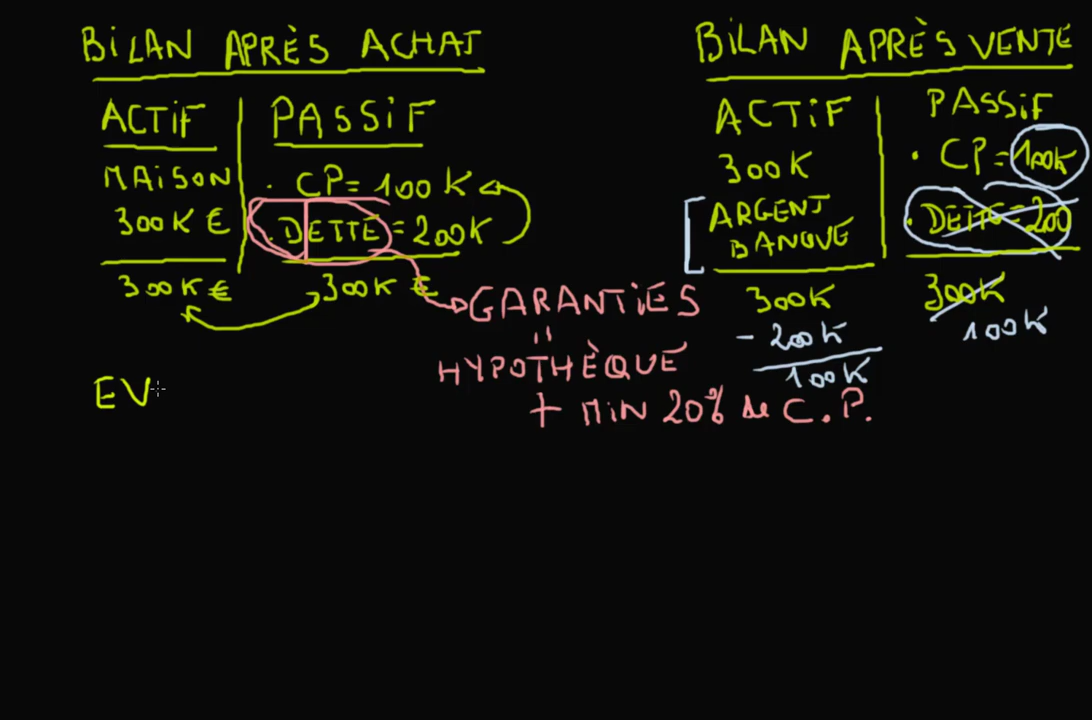 BiLAN APRÈS ACHAT
ACTiF
PASSiF
MAiSON
300K €
. CP = 100K
. DETTE = 200K
300K €
300K €
BiLAN APRÈS VENTE
ACTiF
PASSiF
300K
ARGENT
BANQUE
. CP = 100K
. DETTE = 200
300K
- 200K
100K
300K
100K
GARANTiES
=
HYPOTHÈQUE
+ MiN 20% de C.P.
EV